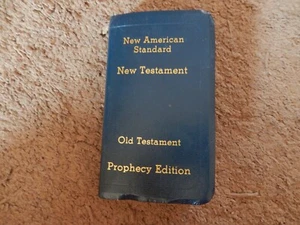 New American
Standard
New Testament
Old Testament
Prophecy Edition